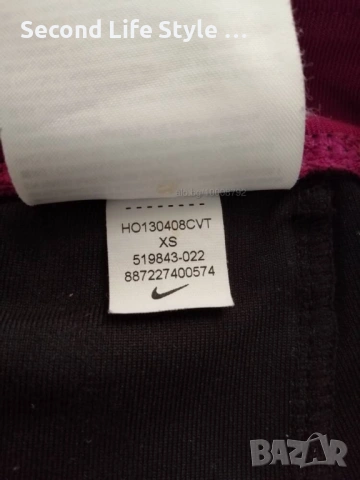 Second Life Style ...
HO130408CVT
XS
519843-022
887227400574
BAZAR